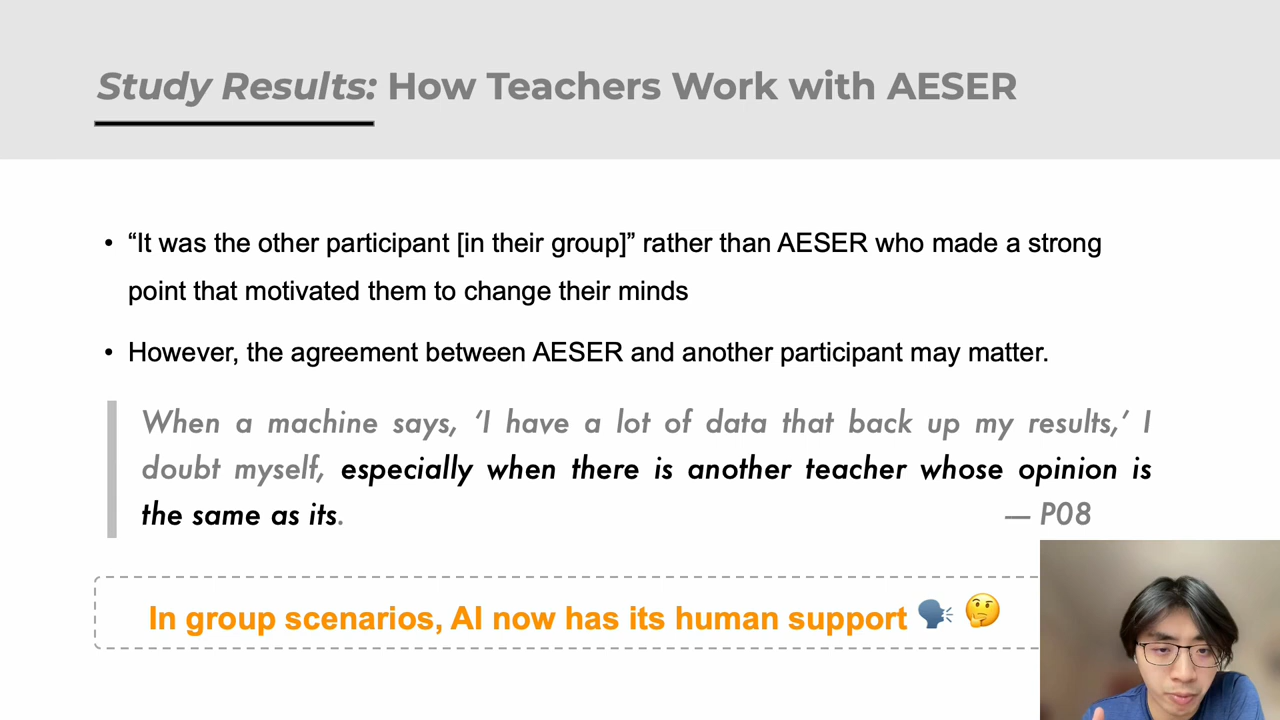 Study Results: How Teachers Work with AESER
• “It was the other participant [in their group]” rather than AESER who made a strong
point that motivated them to change their minds
• However, the agreement between AESER and another participant may matter.
When a machine says, ‘I have a lot of data that back up my results,’ I
doubt myself, especially when there is another teacher whose opinion is
the same as its.
— P08
In group scenarios, AI now has its human support 🗣️ 🤔